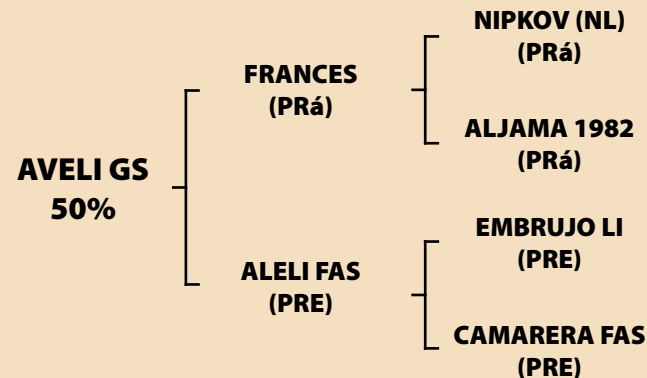 NIPKOV (NL)
(PRá)
FRANCES
(PRá)
ALJAMA 1982
(PRá)
AVELI GS
50%
EMBRUJO LI
(PRE)
ALELI FAS
(PRE)
CAMARERA FAS
(PRE)